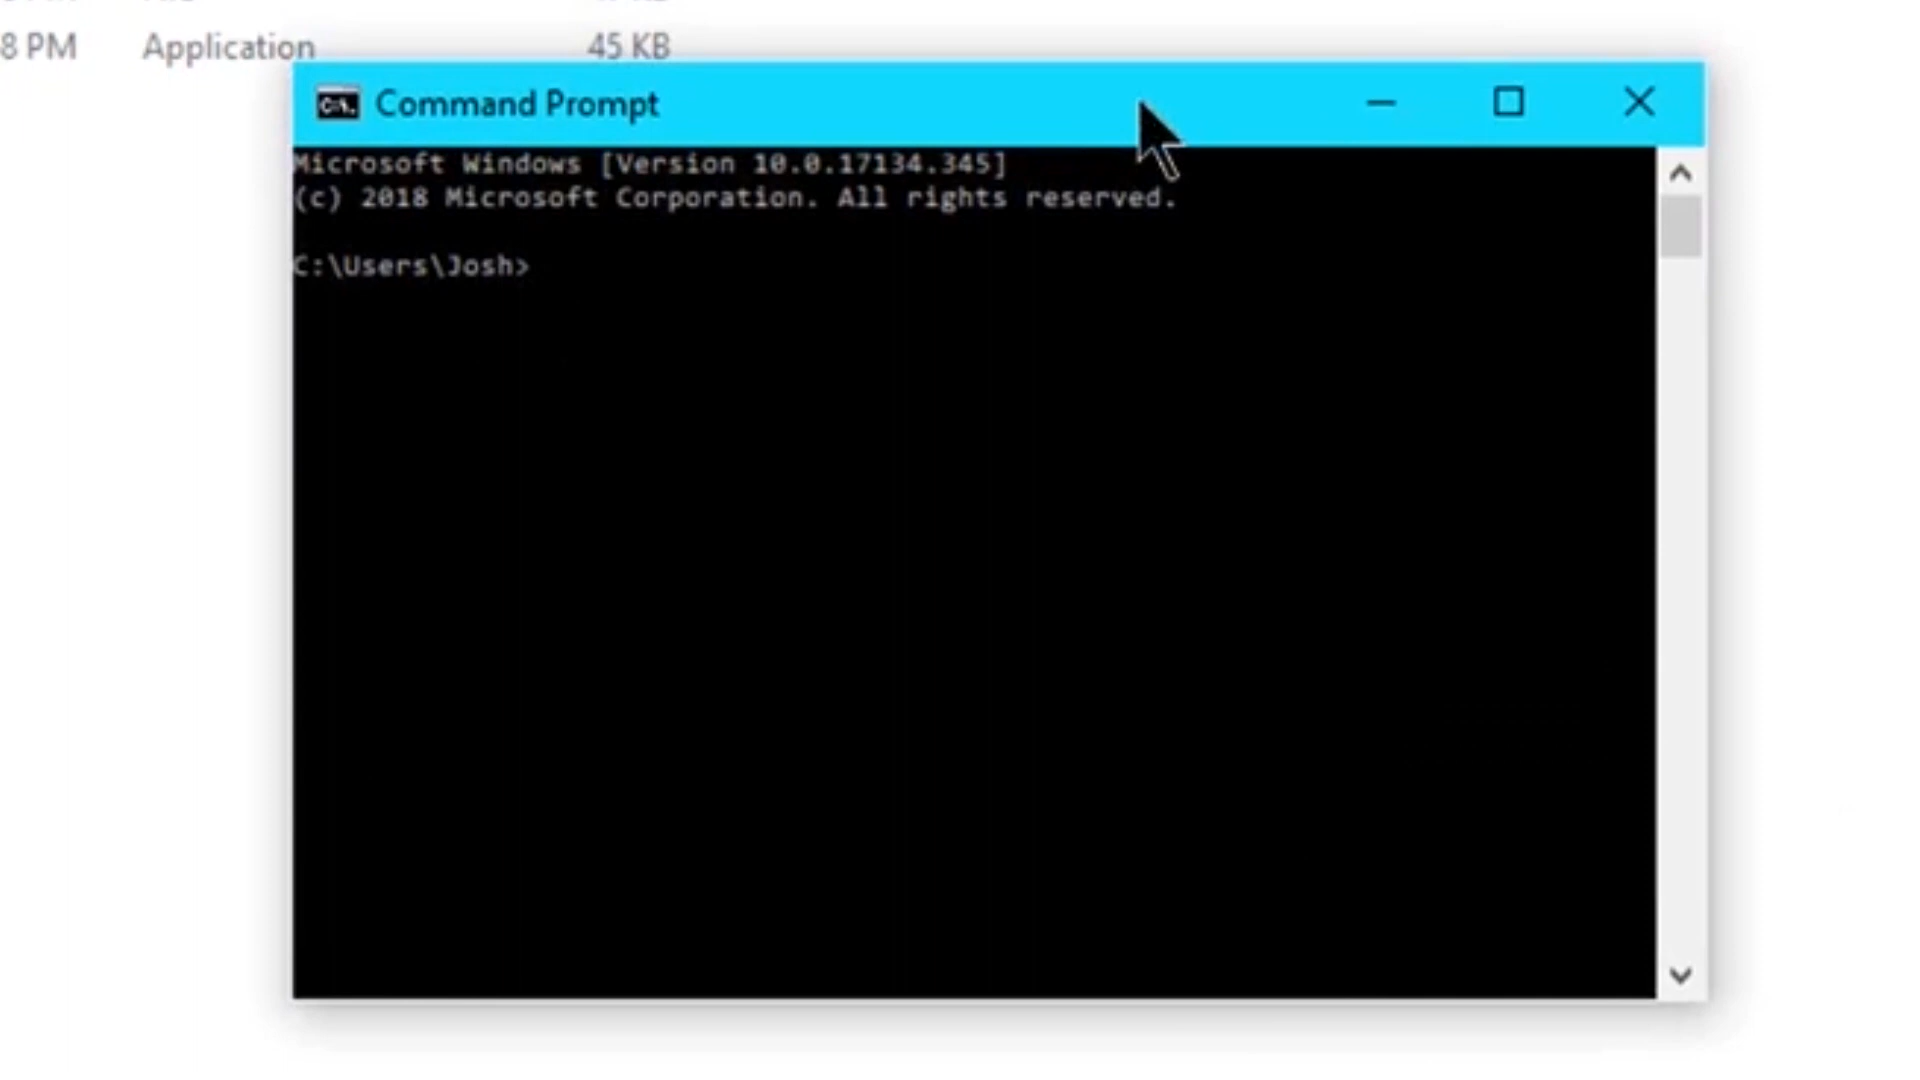 8 PM Application 45 KB
Command Prompt
Microsoft Windows [Version 10.0.17134.345]
(c) 2018 Microsoft Corporation. All rights reserved.
C:\Users\Josh>